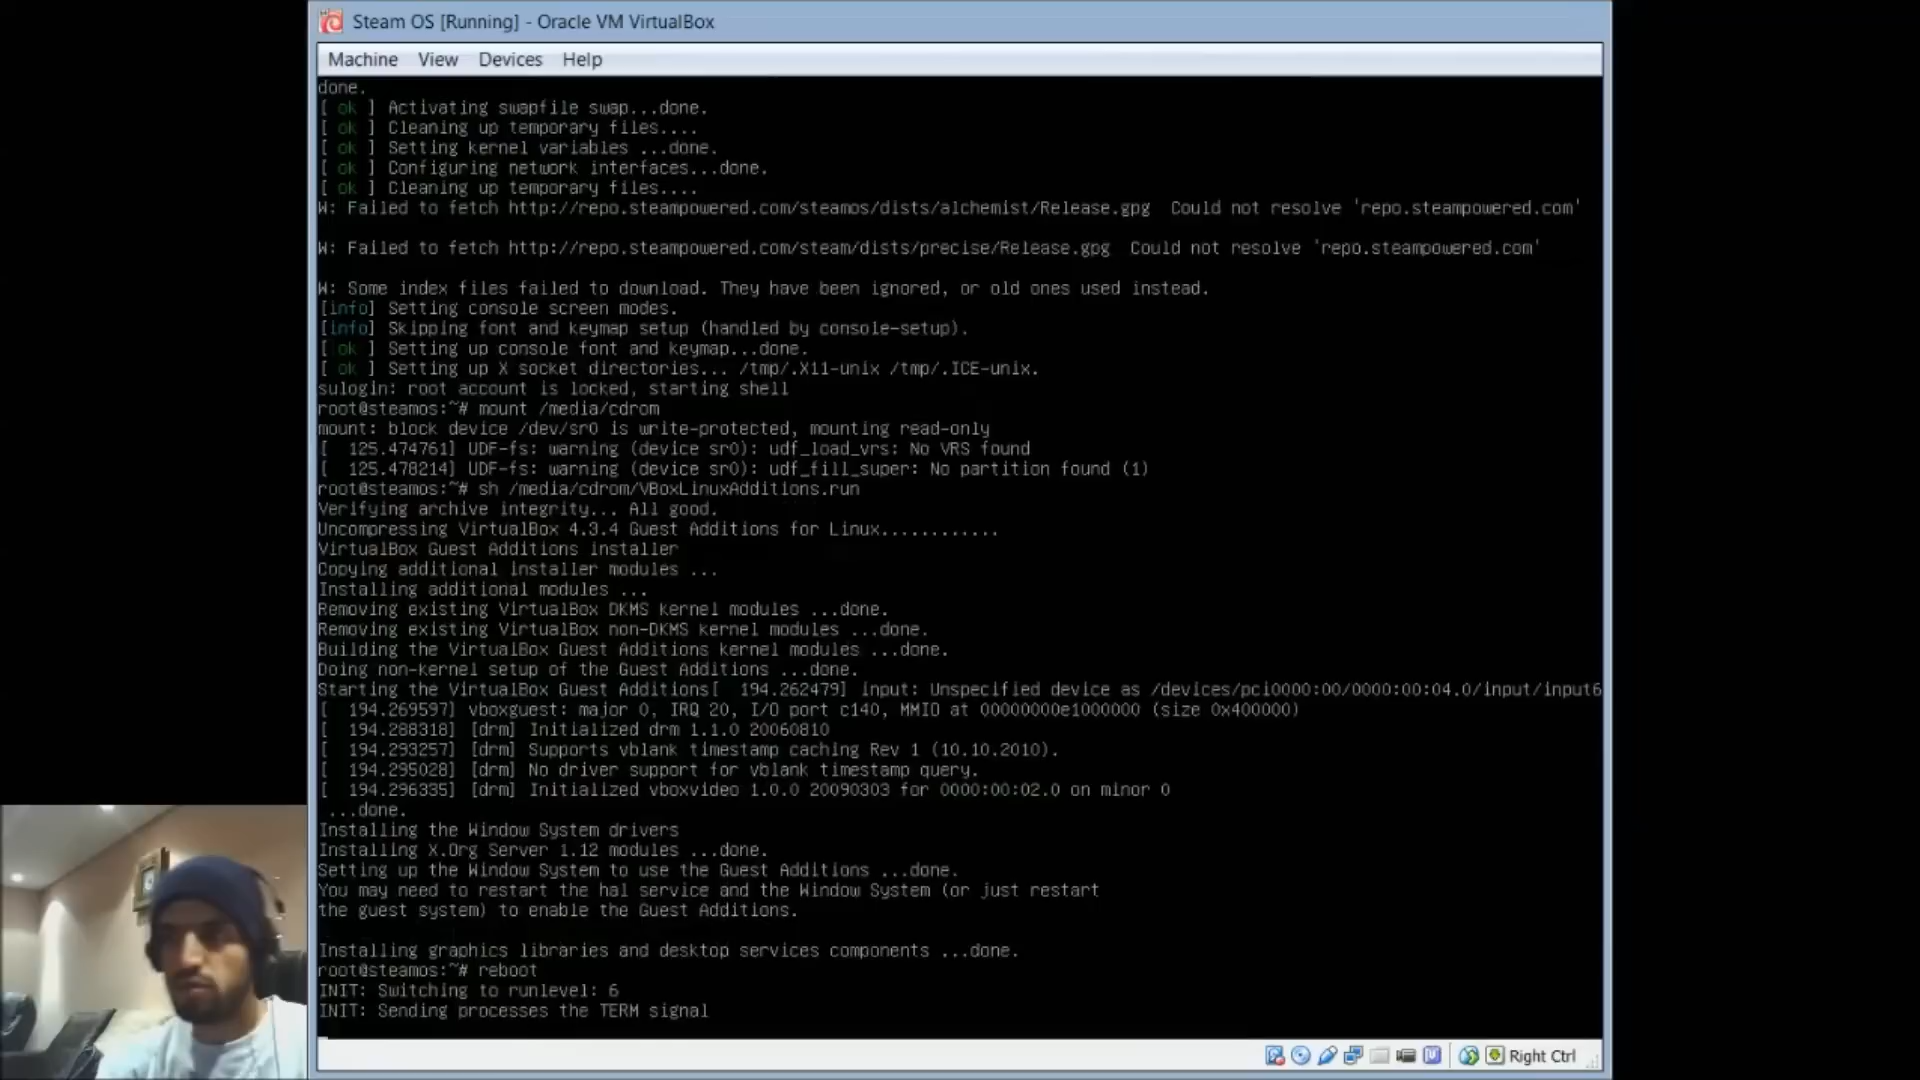 Steam OS [Running] - Oracle VM VirtualBox
Machine View Devices Help
done.
[ ok ] Activating swapfile swap...done.
[ ok ] Cleaning up temporary files....
[ ok ] Setting kernel variables ...done.
[ ok ] Configuring network interfaces...done.
[ ok ] Cleaning up temporary files....
W: Failed to fetch http://repo.steampowered.com/steamos/dists/alchemist/Release.gpg  Could not resolve 'repo.steampowered.com'
W: Failed to fetch http://repo.steampowered.com/steam/dists/precise/Release.gpg  Could not resolve 'repo.steampowered.com'
W: Some index files failed to download. They have been ignored, or old ones used instead.
[info] Setting console screen modes.
[info] Skipping font and keymap setup (handled by console-setup).
[ ok ] Setting up console font and keymap...done.
[ ok ] Setting up X socket directories... /tmp/.X11-unix /tmp/.ICE-unix.
sulogin: root account is locked, starting shell
root@steamos:~# mount /media/cdrom
mount: block device /dev/sr0 is write-protected, mounting read-only
[  125.474761] UDF-fs: warning (device sr0): udf_load_vrs: No VRS found
[  125.478214] UDF-fs: warning (device sr0): udf_fill_super: No partition found (1)
root@steamos:~# sh /media/cdrom/VBoxLinuxAdditions.run
Verifying archive integrity... All good.
Uncompressing VirtualBox 4.3.4 Guest Additions for Linux............
VirtualBox Guest Additions installer
Copying additional installer modules ...
Installing additional modules ...
Removing existing VirtualBox DKMS kernel modules ...done.
Removing existing VirtualBox non-DKMS kernel modules ...done.
Building the VirtualBox Guest Additions kernel modules ...done.
Doing non-kernel setup of the Guest Additions ...done.
Starting the VirtualBox Guest Additions[  194.262479] input: Unspecified device as /devices/pci0000:00/0000:00:04.0/input/input6
[  194.269597] vboxguest: major 0, IRQ 20, I/O port c140, MMIO at 00000000e1000000 (size 0x400000)
[  194.288318] [drm] Initialized drm 1.1.0 20060810
[  194.293257] [drm] Supports vblank timestamp caching Rev 1 (10.10.2010).
[  194.295028] [drm] No driver support for vblank timestamp query.
[  194.296335] [drm] Initialized vboxvideo 1.0.0 20090303 for 0000:00:02.0 on minor 0
...done.
Installing the Window System drivers
Installing X.Org Server 1.12 modules ...done.
Setting up the Window System to use the Guest Additions ...done.
You may need to restart the hal service and the Window System (or just restart
the guest system) to enable the Guest Additions.
Installing graphics libraries and desktop services components ...done.
root@steamos:~# reboot
INIT: Switching to runlevel: 6
INIT: Sending processes the TERM signal
Right Ctrl